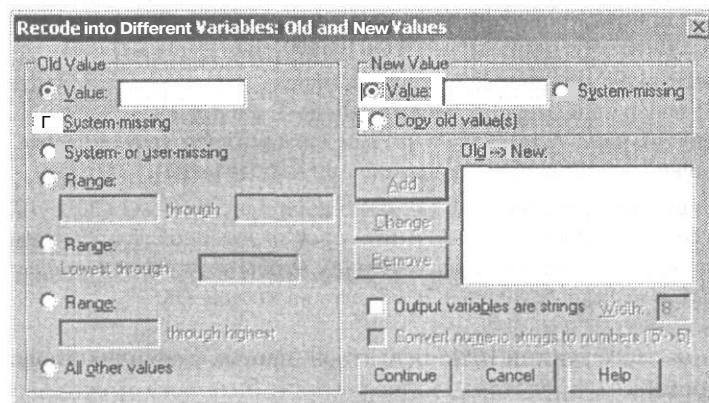 Recode into Different Variables: Old and New Values
Old Value
Value:
System-missing
System- or user-missing
Range:
through
Range:
Lowest through
Range:
through highest
All other values
New Value
Value: System-missing
Copy old value(s)
Old --> New:
Add
Change
Remove
Output variables are strings Width: 8
Convert numeric strings to numbers ('5'->5)
Continue Cancel Help